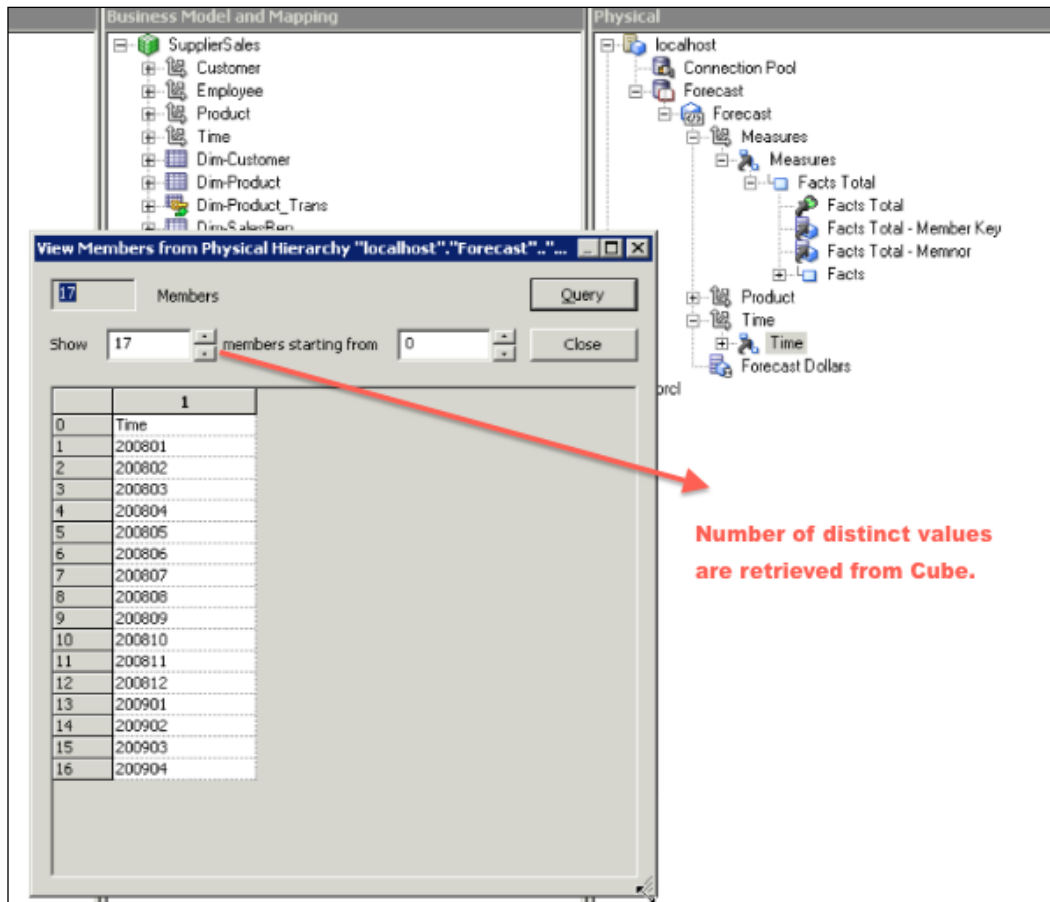 Business Model and Mapping
Physical
SupplierSales
Customer
Employee
Product
Time
Dim-Customer
Dim-Product
Dim-Product_Trans
Dim-SalesRep
localhost
Connection Pool
Forecast
Forecast
Measures
Measures
Facts Total
Facts Total
Facts Total - Member Key
Facts Total - Memnor
Facts
Product
Time
Time
Forecast Dollars
orcl
View Members from Physical Hierarchy "localhost"."Forecast".."...
17 Members Query
Show 17 members starting from 0 Close
1
0 Time
1 200801
2 200802
3 200803
4 200804
5 200805
6 200806
7 200807
8 200808
9 200809
10 200810
11 200811
12 200812
13 200901
14 200902
15 200903
16 200904
Number of distinct values
are retrieved from Cube.